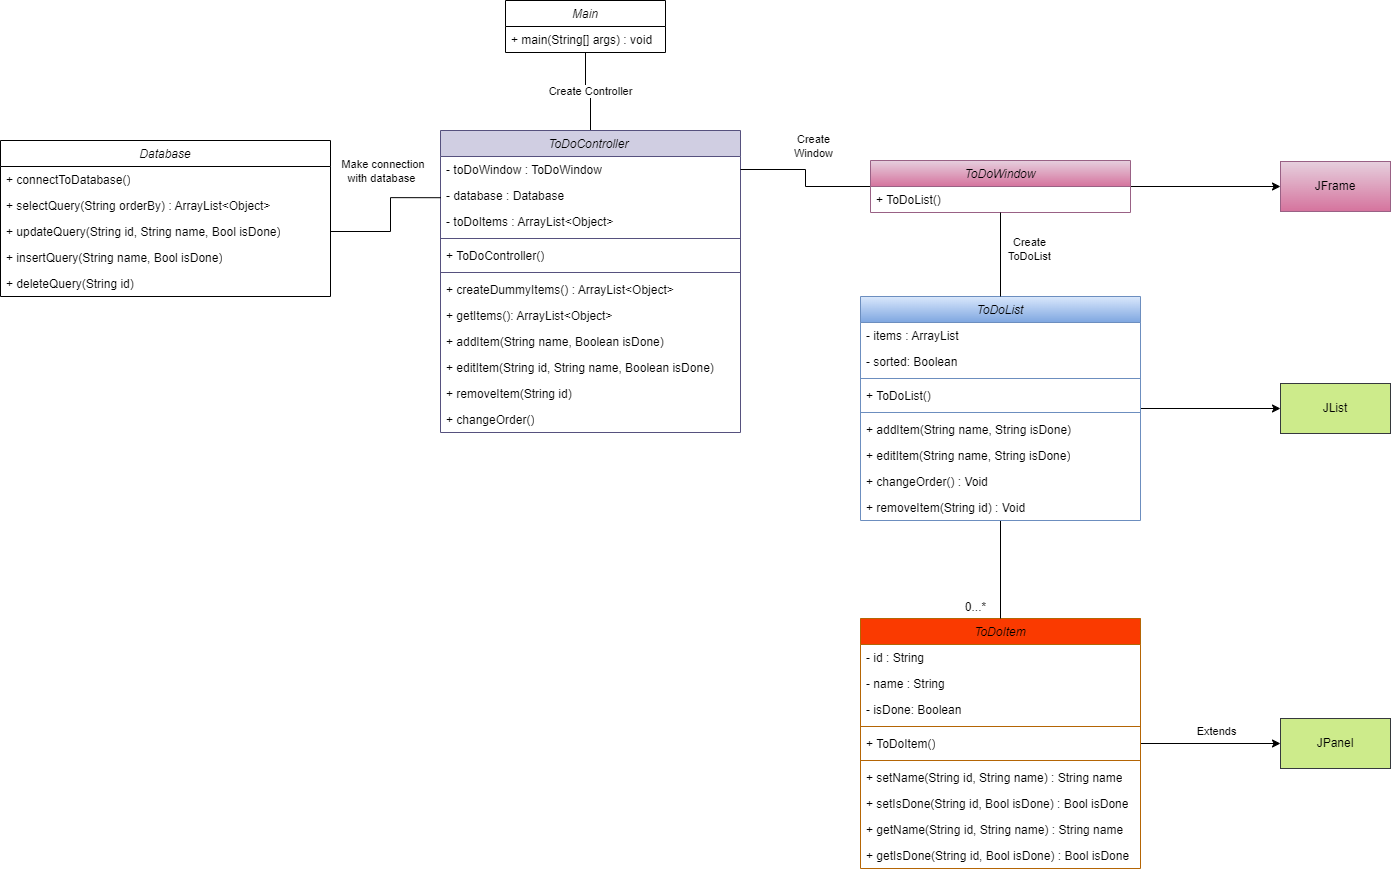 Main
+ main(String[] args) : void
Create Controller
Database
+ connectToDatabase()
+ selectQuery(String orderBy) : ArrayList<Object>
+ updateQuery(String id, String name, Bool isDone)
+ insertQuery(String name, Bool isDone)
+ deleteQuery(String id)
Make connection
with database
ToDoController
- toDoWindow : ToDoWindow
- database : Database
- toDoItems : ArrayList<Object>
+ ToDoController()
+ createDummyItems() : ArrayList<Object>
+ getItems(): ArrayList<Object>
+ addItem(String name, Boolean isDone)
+ editItem(String id, String name, Boolean isDone)
+ removeItem(String id)
+ changeOrder()
Create
Window
ToDoWindow
+ ToDoList()
JFrame
Create
ToDoList
ToDoList
- items : ArrayList
- sorted: Boolean
+ ToDoList()
+ addItem(String name, String isDone)
+ editItem(String name, String isDone)
+ changeOrder() : Void
+ removeItem(String id) : Void
JList
0...*
ToDoItem
- id : String
- name : String
- isDone: Boolean
+ ToDoItem()
+ setName(String id, String name) : String name
+ setIsDone(String id, Bool isDone) : Bool isDone
+ getName(String id, String name) : String name
+ getIsDone(String id, Bool isDone) : Bool isDone
Extends
JPanel